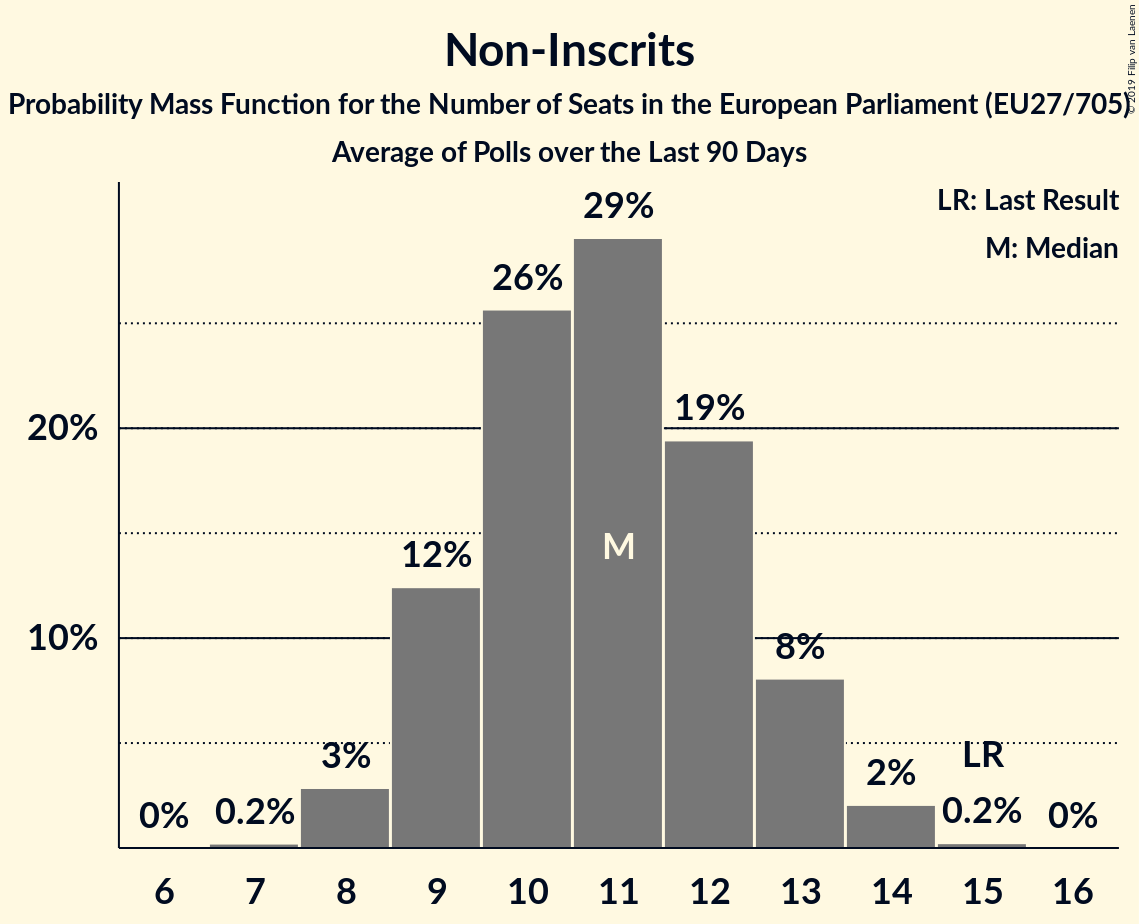 Non-Inscrits
Probability Mass Function for the Number of Seats in the European Parliament (EU27/705)
Average of Polls over the Last 90 Days
© 2019 Filip van Laenen
LR: Last Result
M: Median
29%
26%
20%
19%
12%
M
10%
8%
3%
LR
2%
0%
0.2%
0.2%
0%
6 7 8 9 10 11 12 13 14 15 16